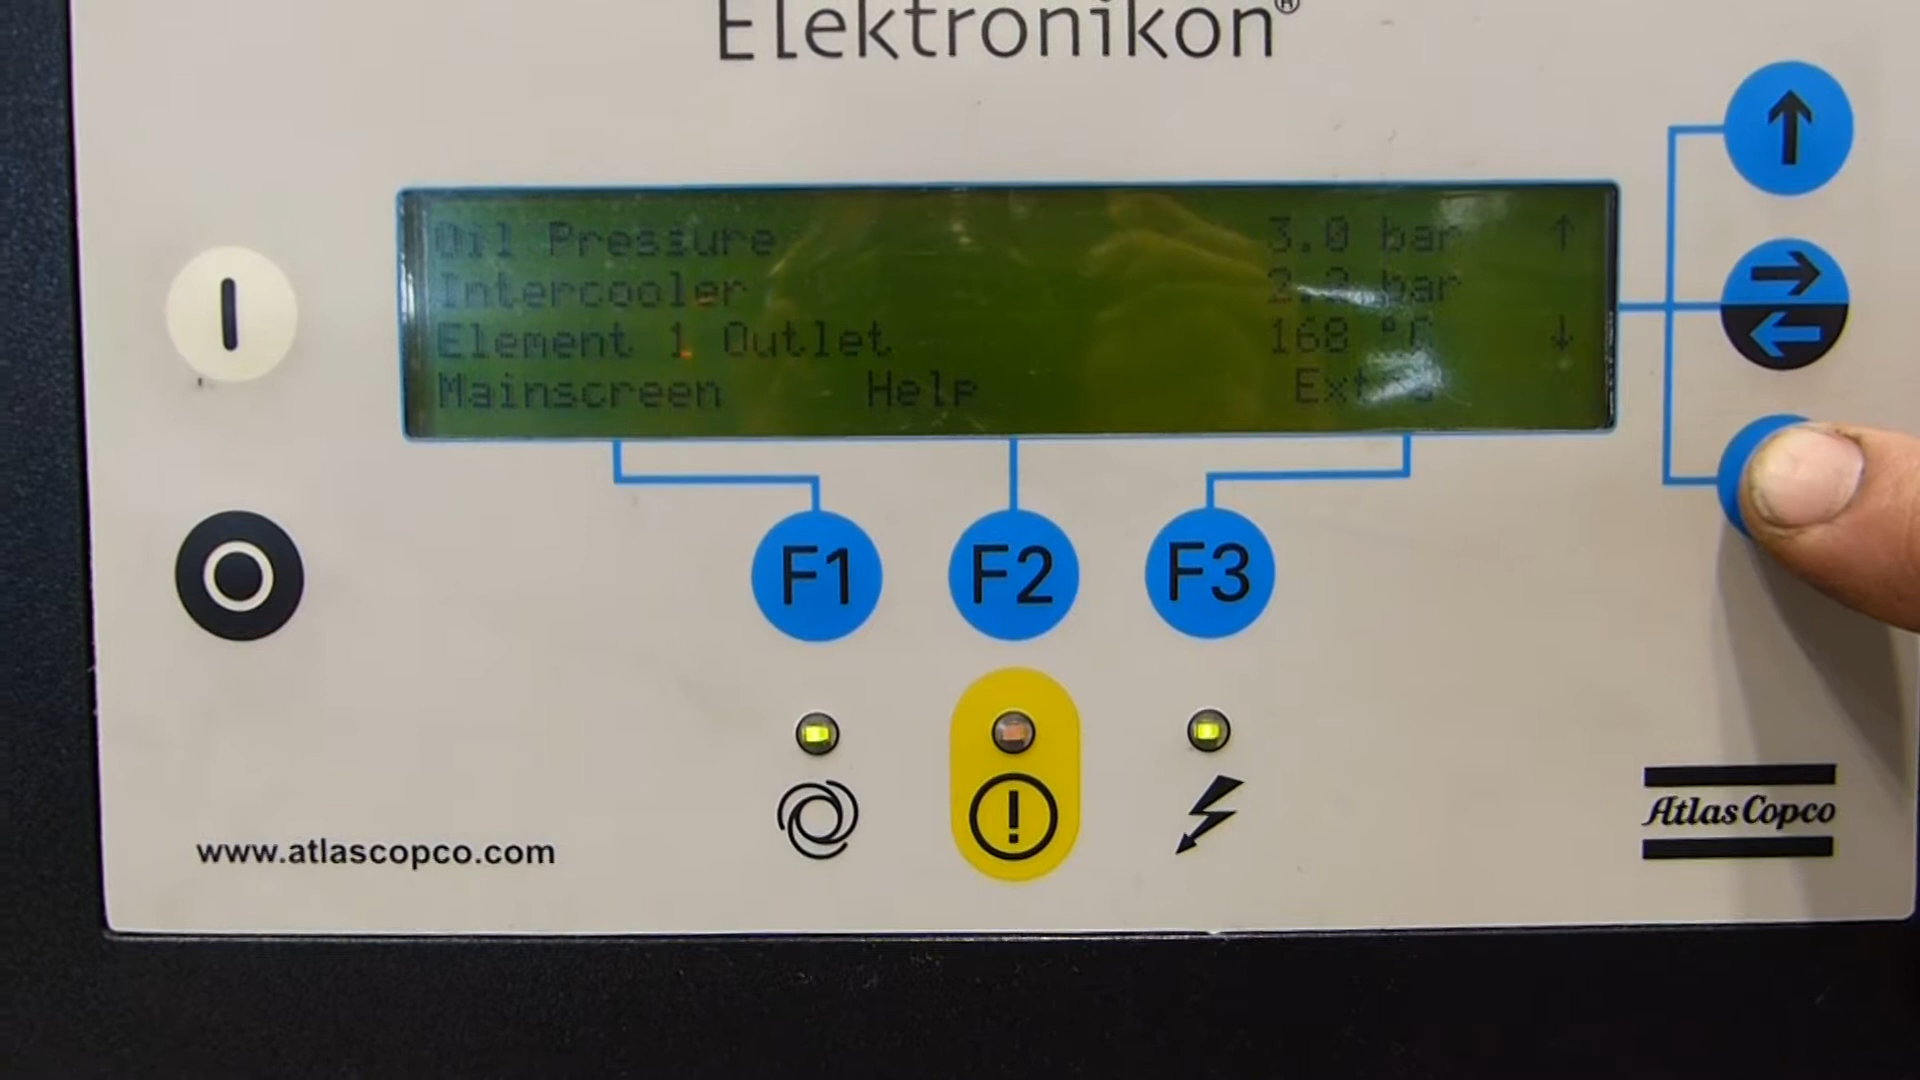 Elektronikon®
Oil Pressure 3.0 bar ↑
Intercooler bar
Element 1 Outlet 168 °C ↓
Mainscreen Help Extra
F1 F2 F3
!
www.atlascopco.com
Atlas Copco